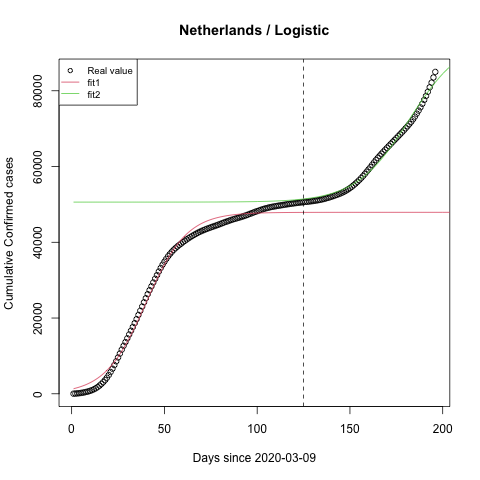 Netherlands / Logistic
Real value
fit1
fit2
Cumulative Confirmed cases
80000
60000
40000
20000
0
0 50 100 150 200
Days since 2020-03-09